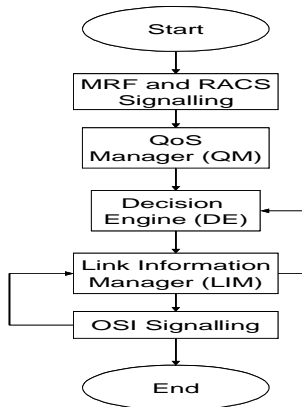 Start
MRF and RACS
Signalling
QoS
Manager (QM)
Decision
Engine (DE)
Link Information
Manager (LIM)
OSI Signalling
End